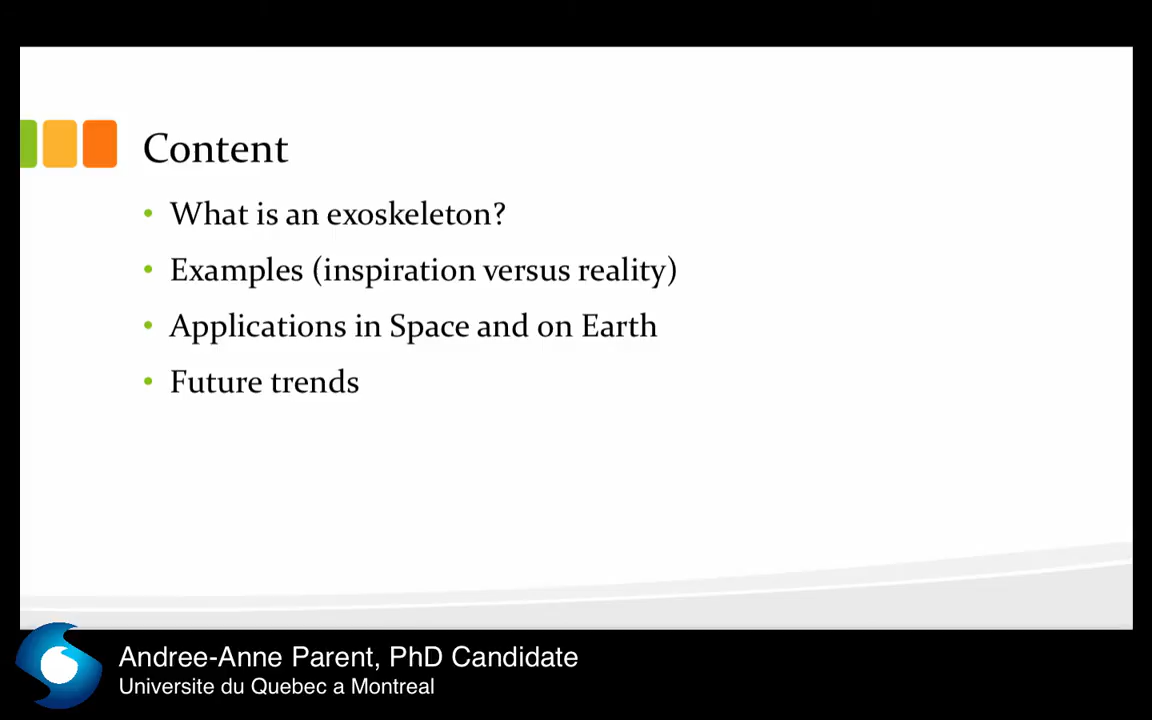 Content
• What is an exoskeleton?
• Examples (inspiration versus reality)
• Applications in Space and on Earth
• Future trends
Andree-Anne Parent, PhD Candidate
Universite du Quebec a Montreal